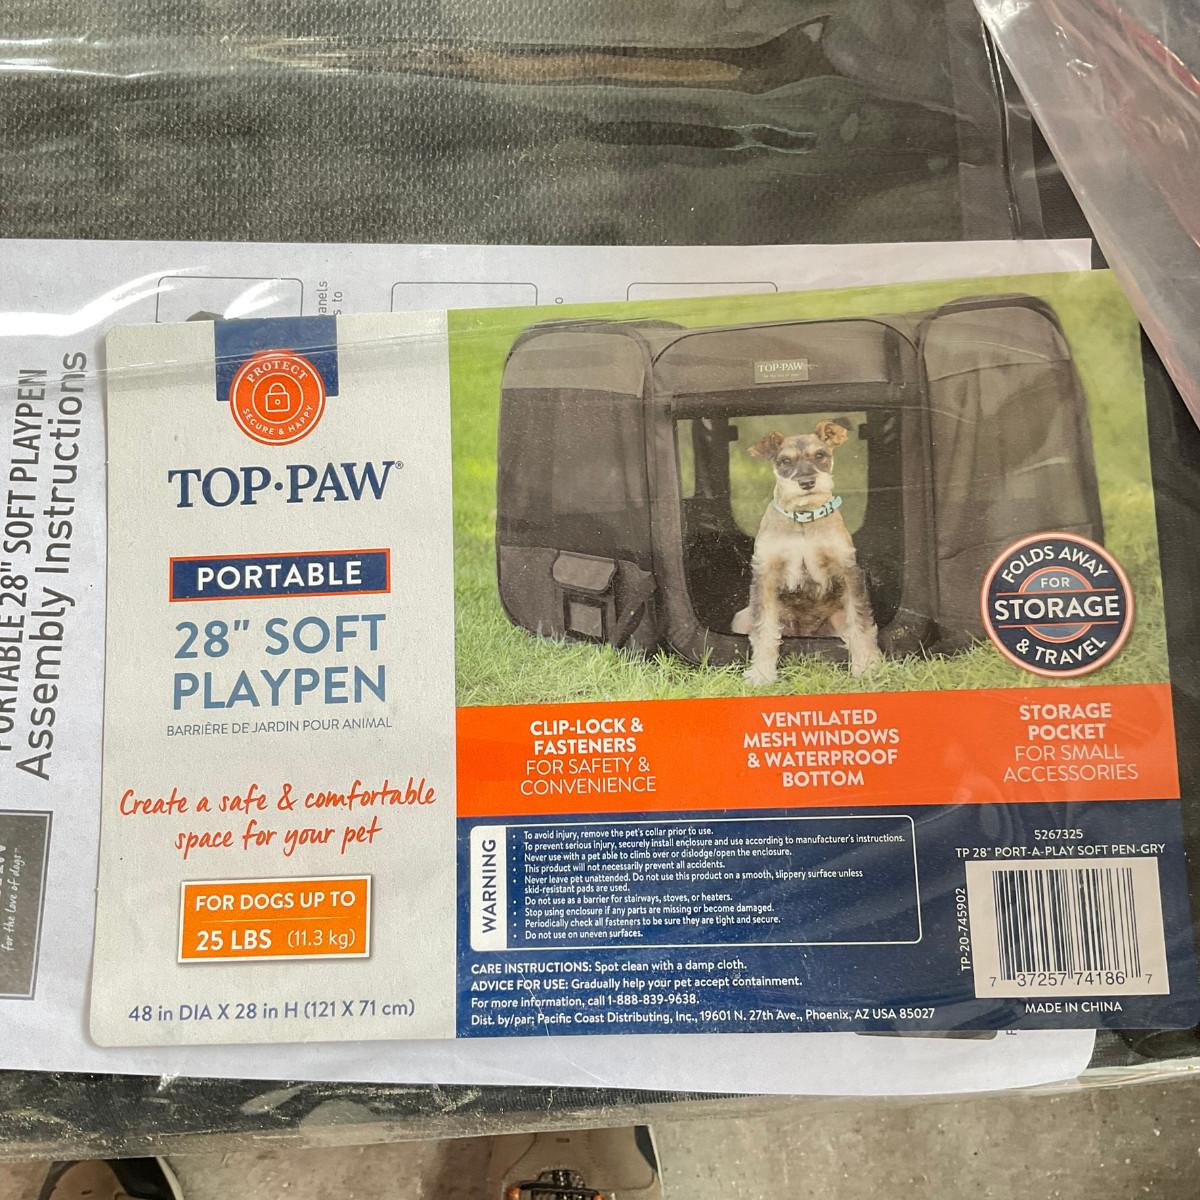 PORTABLE 28" SOFT PLAYPEN
Assembly Instructions
for the love of dogs™
anels
s to
PROTECT
SECURE & HAPPY
TOP·PAW®
PORTABLE
28" SOFT
PLAYPEN
BARRIÈRE DE JARDIN POUR ANIMAL
Create a safe & comfortable
space for your pet
FOR DOGS UP TO
25 LBS (11.3 kg)
48 in DIA X 28 in H (121 X 71 cm)
TOP·PAW
FOLDS AWAY
FOR
STORAGE
& TRAVEL
CLIP-LOCK &
FASTENERS
FOR SAFETY &
CONVENIENCE
VENTILATED
MESH WINDOWS
& WATERPROOF
BOTTOM
STORAGE
POCKET
FOR SMALL
ACCESSORIES
WARNING
• To avoid injury, remove the pet's collar prior to use.
• To prevent serious injury, securely install enclosure and use according to manufacturer's instructions.
• Never use with a pet able to climb over or dislodge/open the enclosure.
• This product will not necessarily prevent all accidents.
• Never leave pet unattended. Do not use this product on a smooth, slippery surface unless
skid-resistant pads are used.
• Do not use as a barrier for stairways, stoves, or heaters.
• Stop using enclosure if any parts are missing or become damaged.
• Periodically check all fasteners to be sure they are tight and secure.
• Do not use on uneven surfaces.
CARE INSTRUCTIONS: Spot clean with a damp cloth.
ADVICE FOR USE: Gradually help your pet accept containment.
For more information, call 1-888-839-9638.
Dist. by/par: Pacific Coast Distributing, Inc., 19601 N. 27th Ave., Phoenix, AZ USA 85027
5267325
TP 28" PORT-A-PLAY SOFT PEN-GRY
TP-20-745902
7 37257 74186 7
MADE IN CHINA